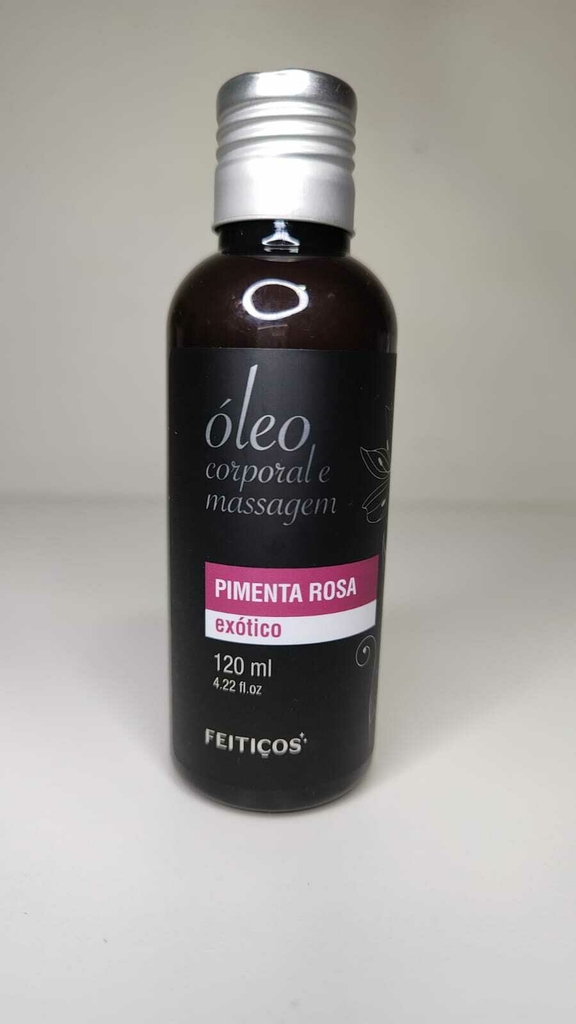 óleo
corporal e
massagem
PIMENTA ROSA
exótico
120 ml
4.22 fl.oz
FEITIÇOS